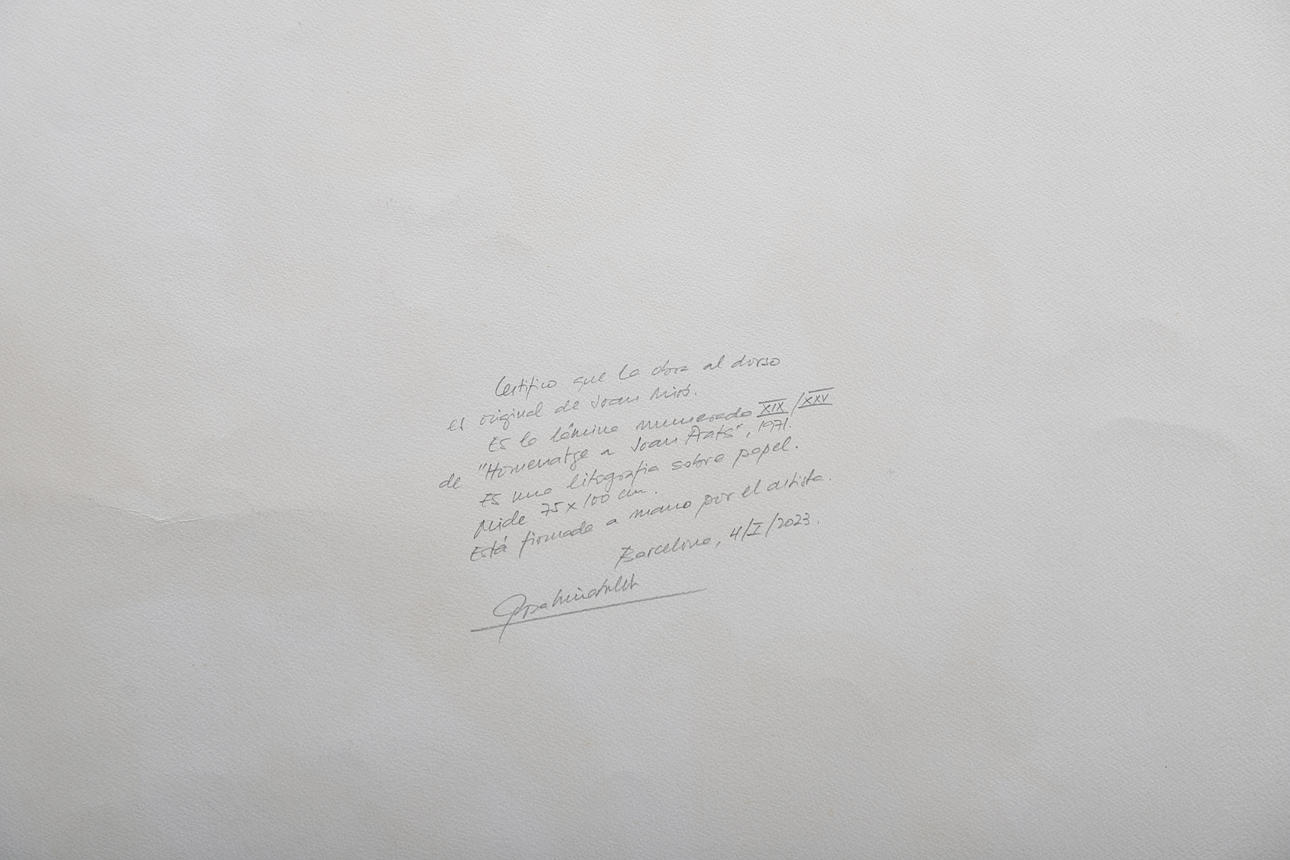 Certifico que la obra al dorso
es original de Joan Miró.
Es la lámina numerada XIX/XXV
de "Homenatge a Joan Prats", 1971.
Es una litografia sobre papel.
Mide 75 x 100 cm.
Está firmada a mano por el artista.
Barcelona, 4/I/2023.